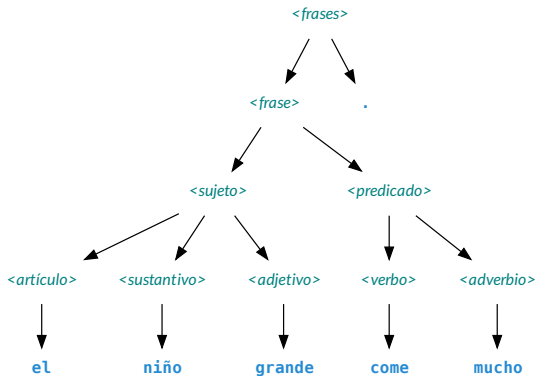 <frases>
<frase> .
<sujeto> <predicado>
<artículo> <sustantivo> <adjetivo> <verbo> <adverbio>
el niño grande come mucho